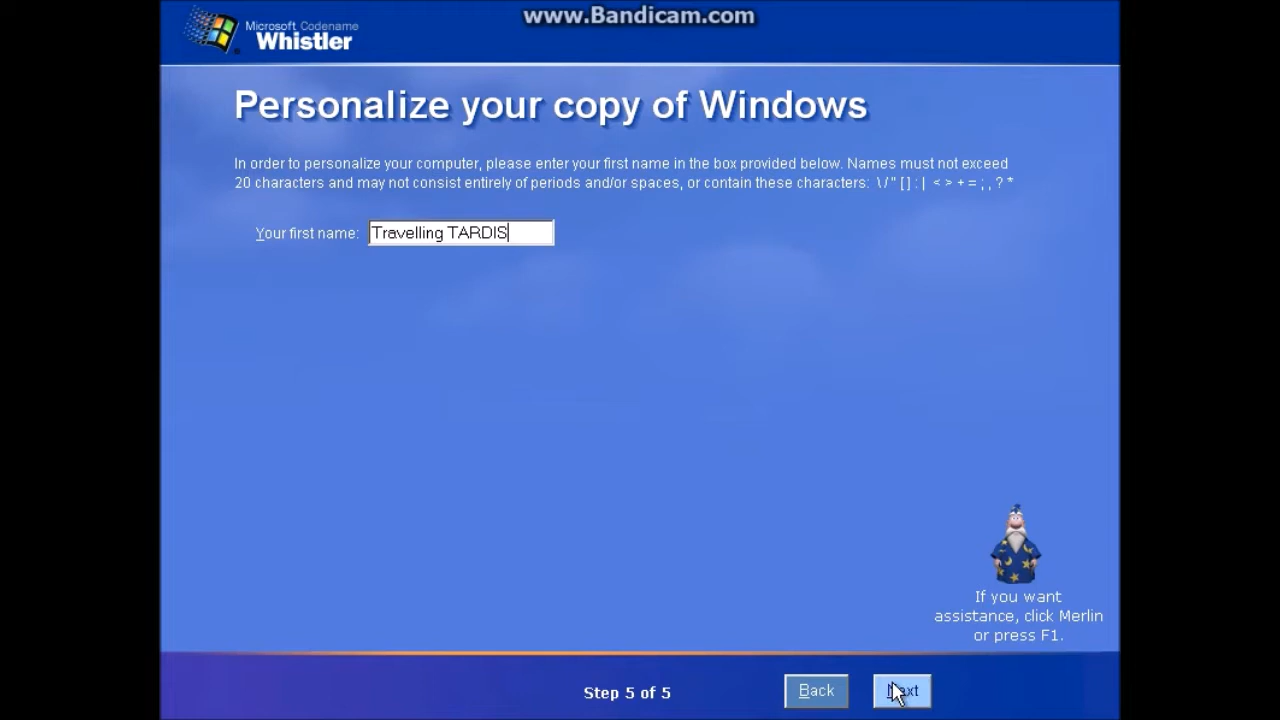 www.Bandicam.com
Microsoft Codename
Whistler
Personalize your copy of Windows
In order to personalize your computer, please enter your first name in the box provided below. Names must not exceed
20 characters and may not consist entirely of periods and/or spaces, or contain these characters: \ / " [ ] : | < > + = ; , ? *
Your first name: Travelling TARDIS
If you want
assistance, click Merlin
or press F1.
Step 5 of 5
Back
Next